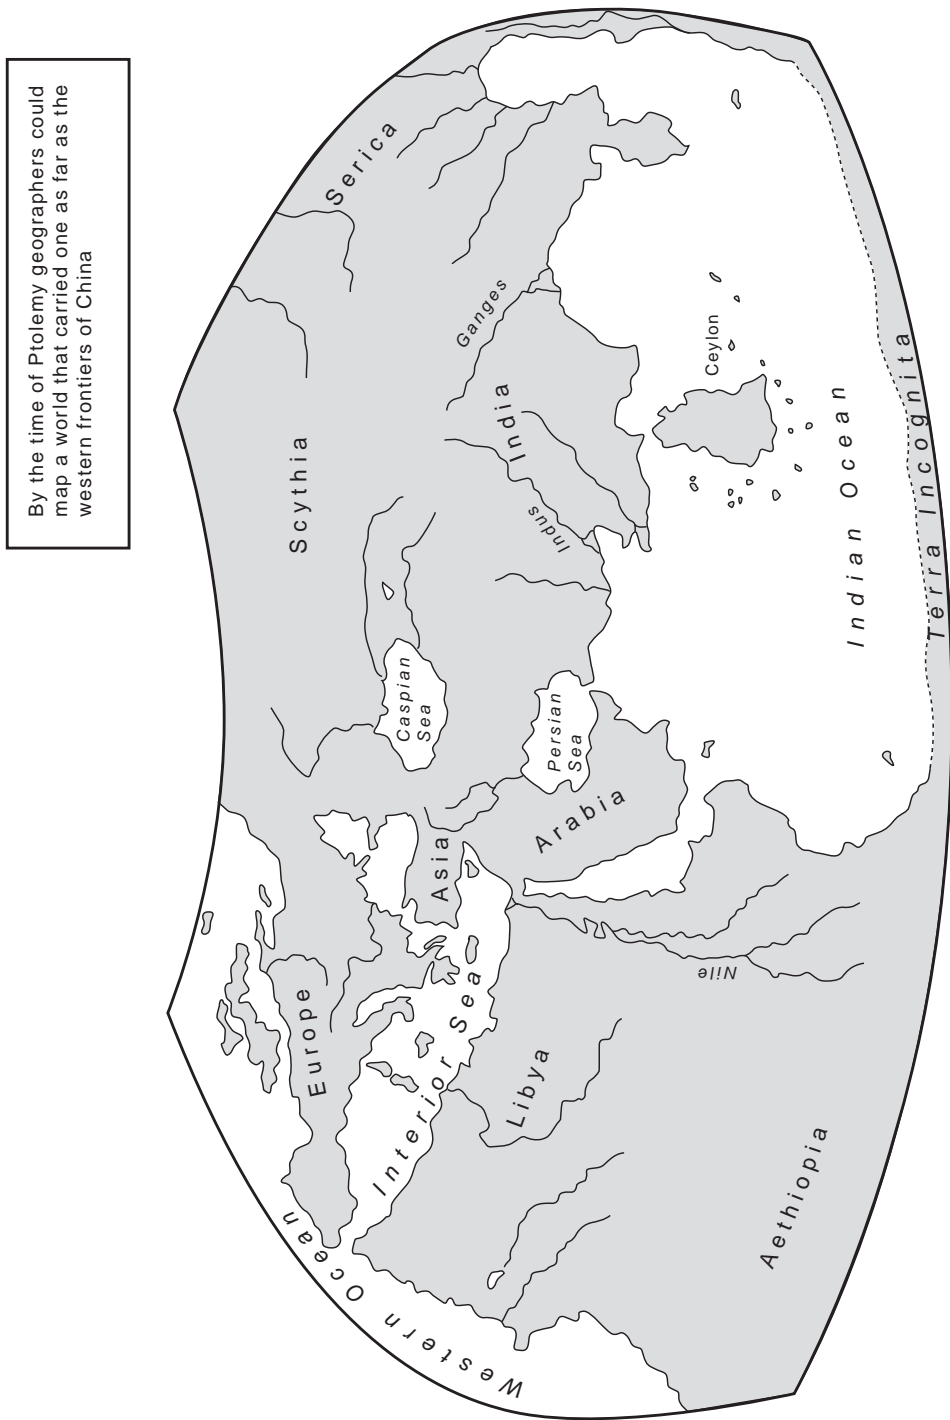 By the time of Ptolemy geographers could
map a world that carried one as far as the
western frontiers of China
Western Ocean
Europe
Interior Sea
Libya
Aethiopia
Nile
Asia
Arabia
Caspian
Sea
Persian
Sea
Scythia
Serica
Indus
India
Ganges
Ceylon
Indian Ocean
Terra Incognita